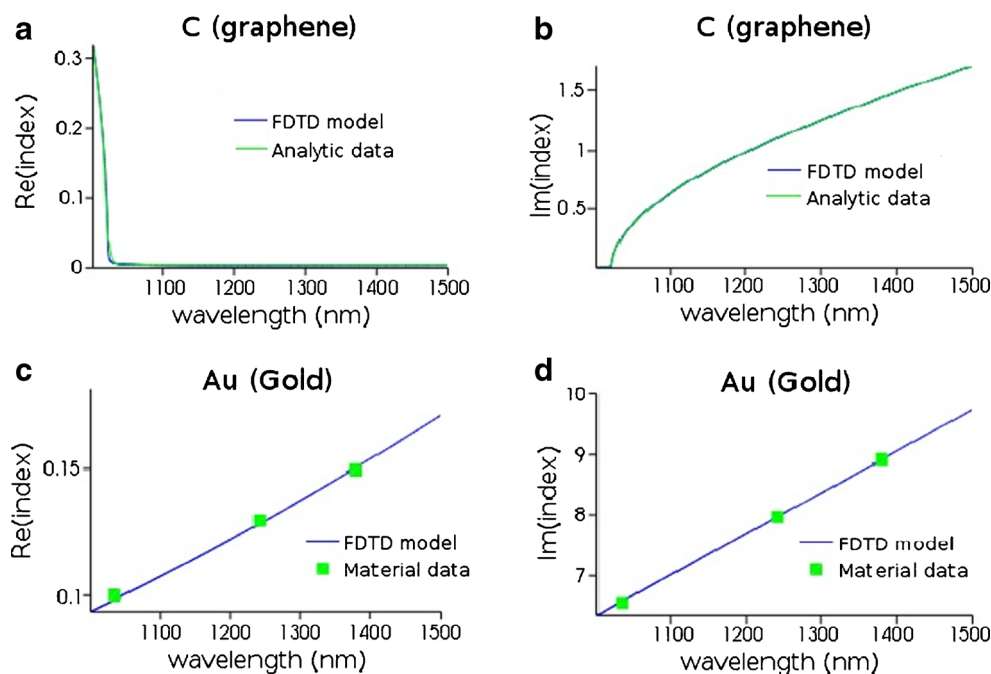 a
C (graphene)
Re(index)
0.3
0.2
0.1
0
FDTD model
Analytic data
1100 1200 1300 1400 1500
wavelength (nm)
b
C (graphene)
Im(index)
1.5
1
0.5
FDTD model
Analytic data
1100 1200 1300 1400 1500
wavelength (nm)
c
Au (Gold)
Re(index)
0.15
0.1
FDTD model
Material data
1100 1200 1300 1400 1500
wavelength (nm)
d
Au (Gold)
Im(index)
10
9
8
7
FDTD model
Material data
1100 1200 1300 1400 1500
wavelength (nm)